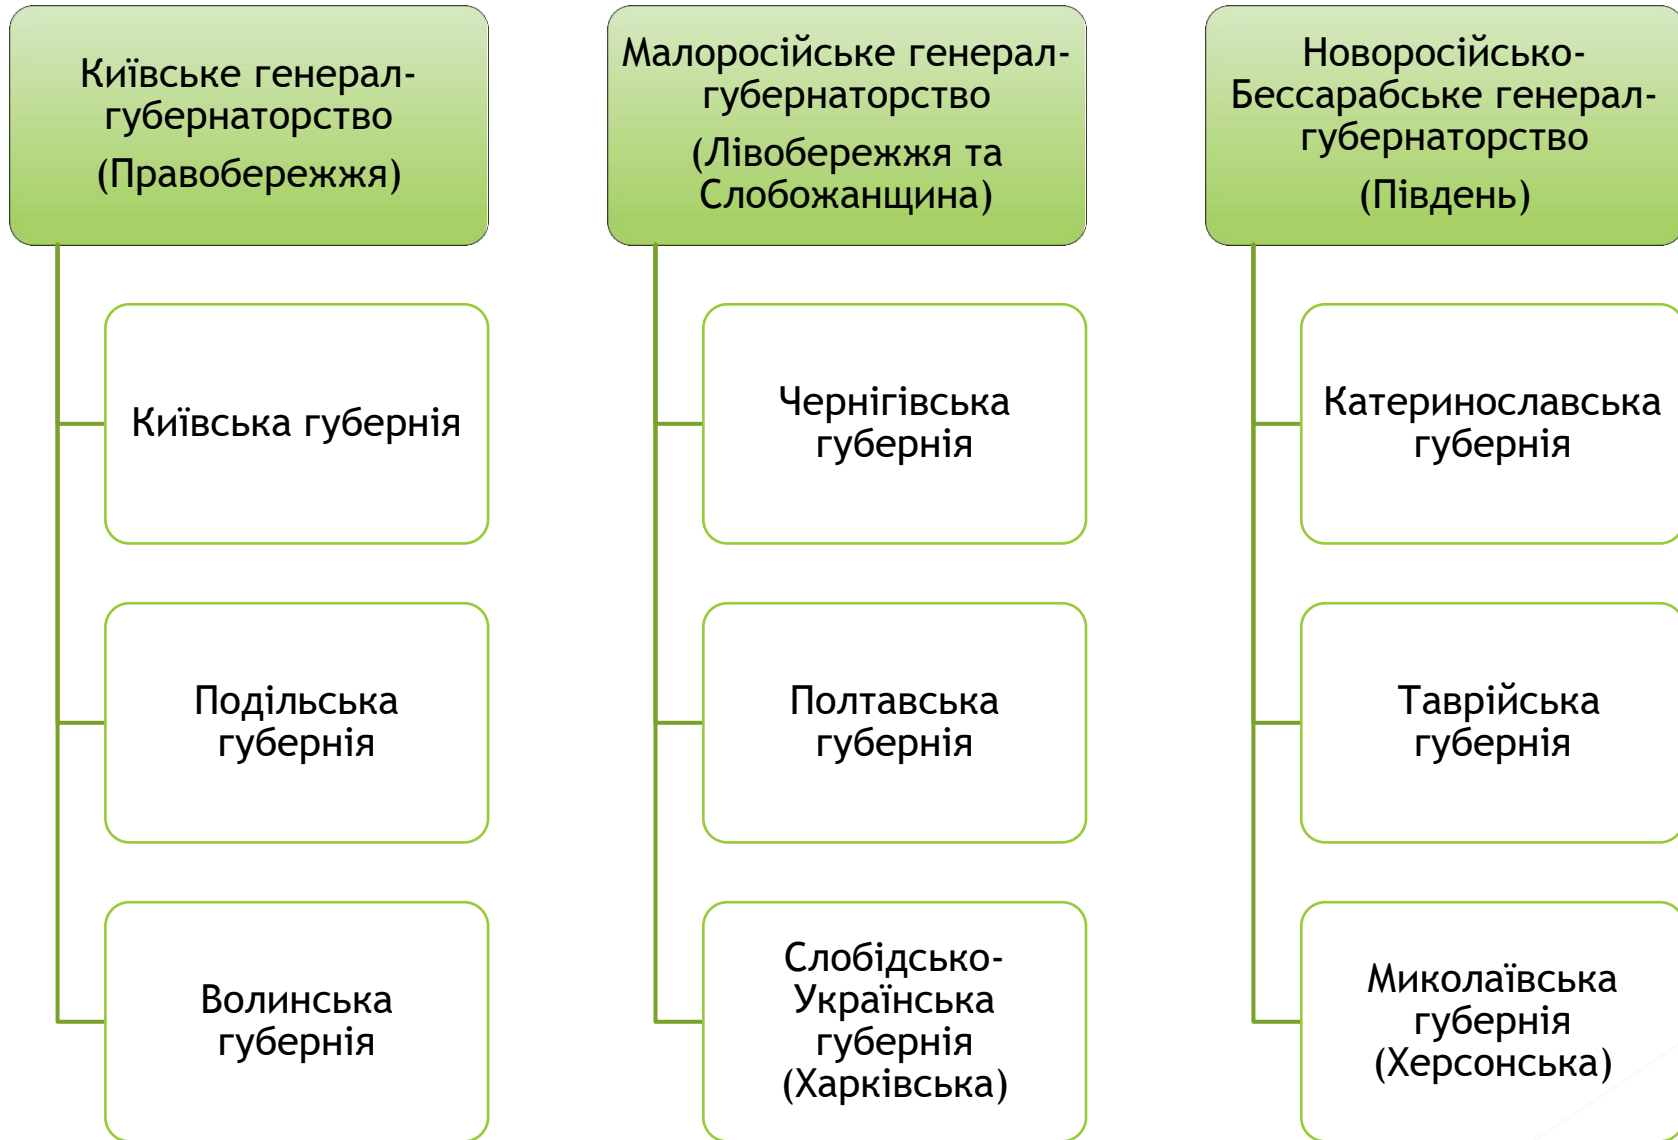 Київське генерал-
губернаторство
(Правобережжя)
Київська губернія
Подільська
губернія
Волинська
губернія
Малоросійське генерал-
губернаторство
(Лівобережжя та
Слобожанщина)
Чернігівська
губернія
Полтавська
губернія
Слобідсько-
Українська
губернія
(Харківська)
Новоросійсько-
Бессарабське генерал-
губернаторство
(Південь)
Катеринославська
губернія
Таврійська
губернія
Миколаївська
губернія
(Херсонська)